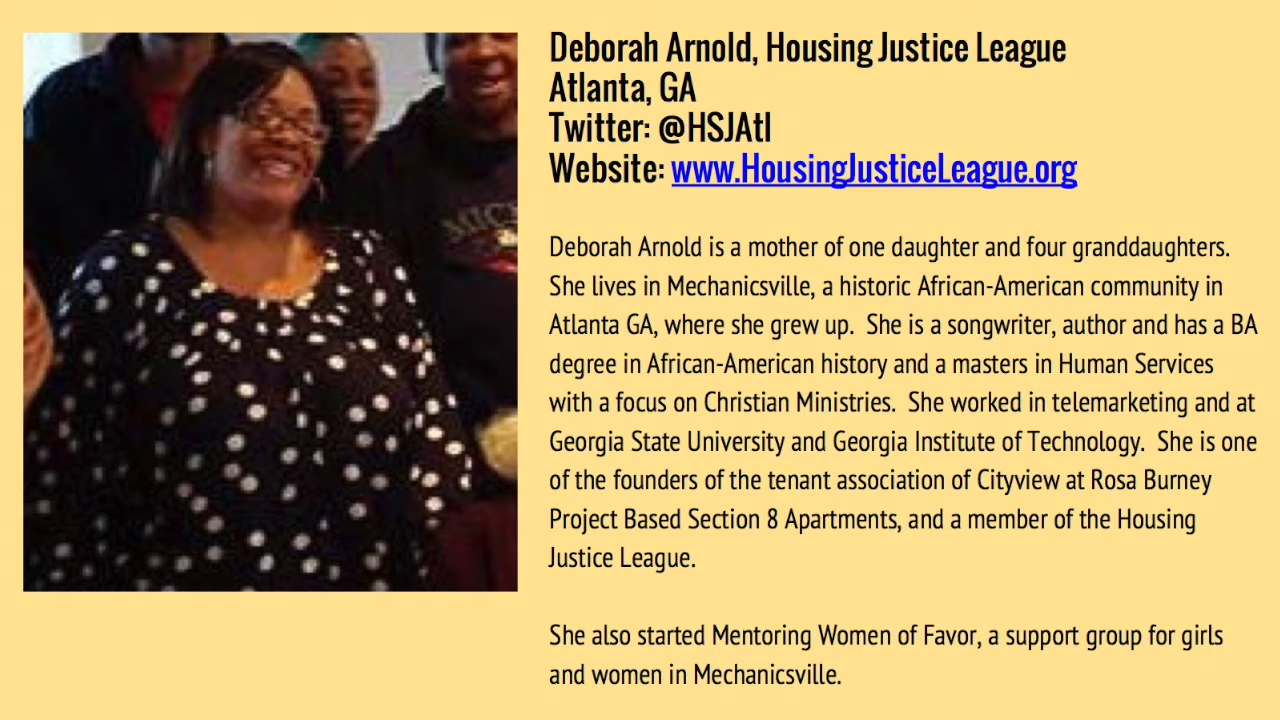 Deborah Arnold, Housing Justice League
Atlanta, GA
Twitter: @HSJAtl
Website: www.HousingJusticeLeague.org
Deborah Arnold is a mother of one daughter and four granddaughters.
She lives in Mechanicsville, a historic African-American community in
Atlanta GA, where she grew up.  She is a songwriter, author and has a BA
degree in African-American history and a masters in Human Services
with a focus on Christian Ministries.  She worked in telemarketing and at
Georgia State University and Georgia Institute of Technology.  She is one
of the founders of the tenant association of Cityview at Rosa Burney
Project Based Section 8 Apartments, and a member of the Housing
Justice League.
She also started Mentoring Women of Favor, a support group for girls
and women in Mechanicsville.